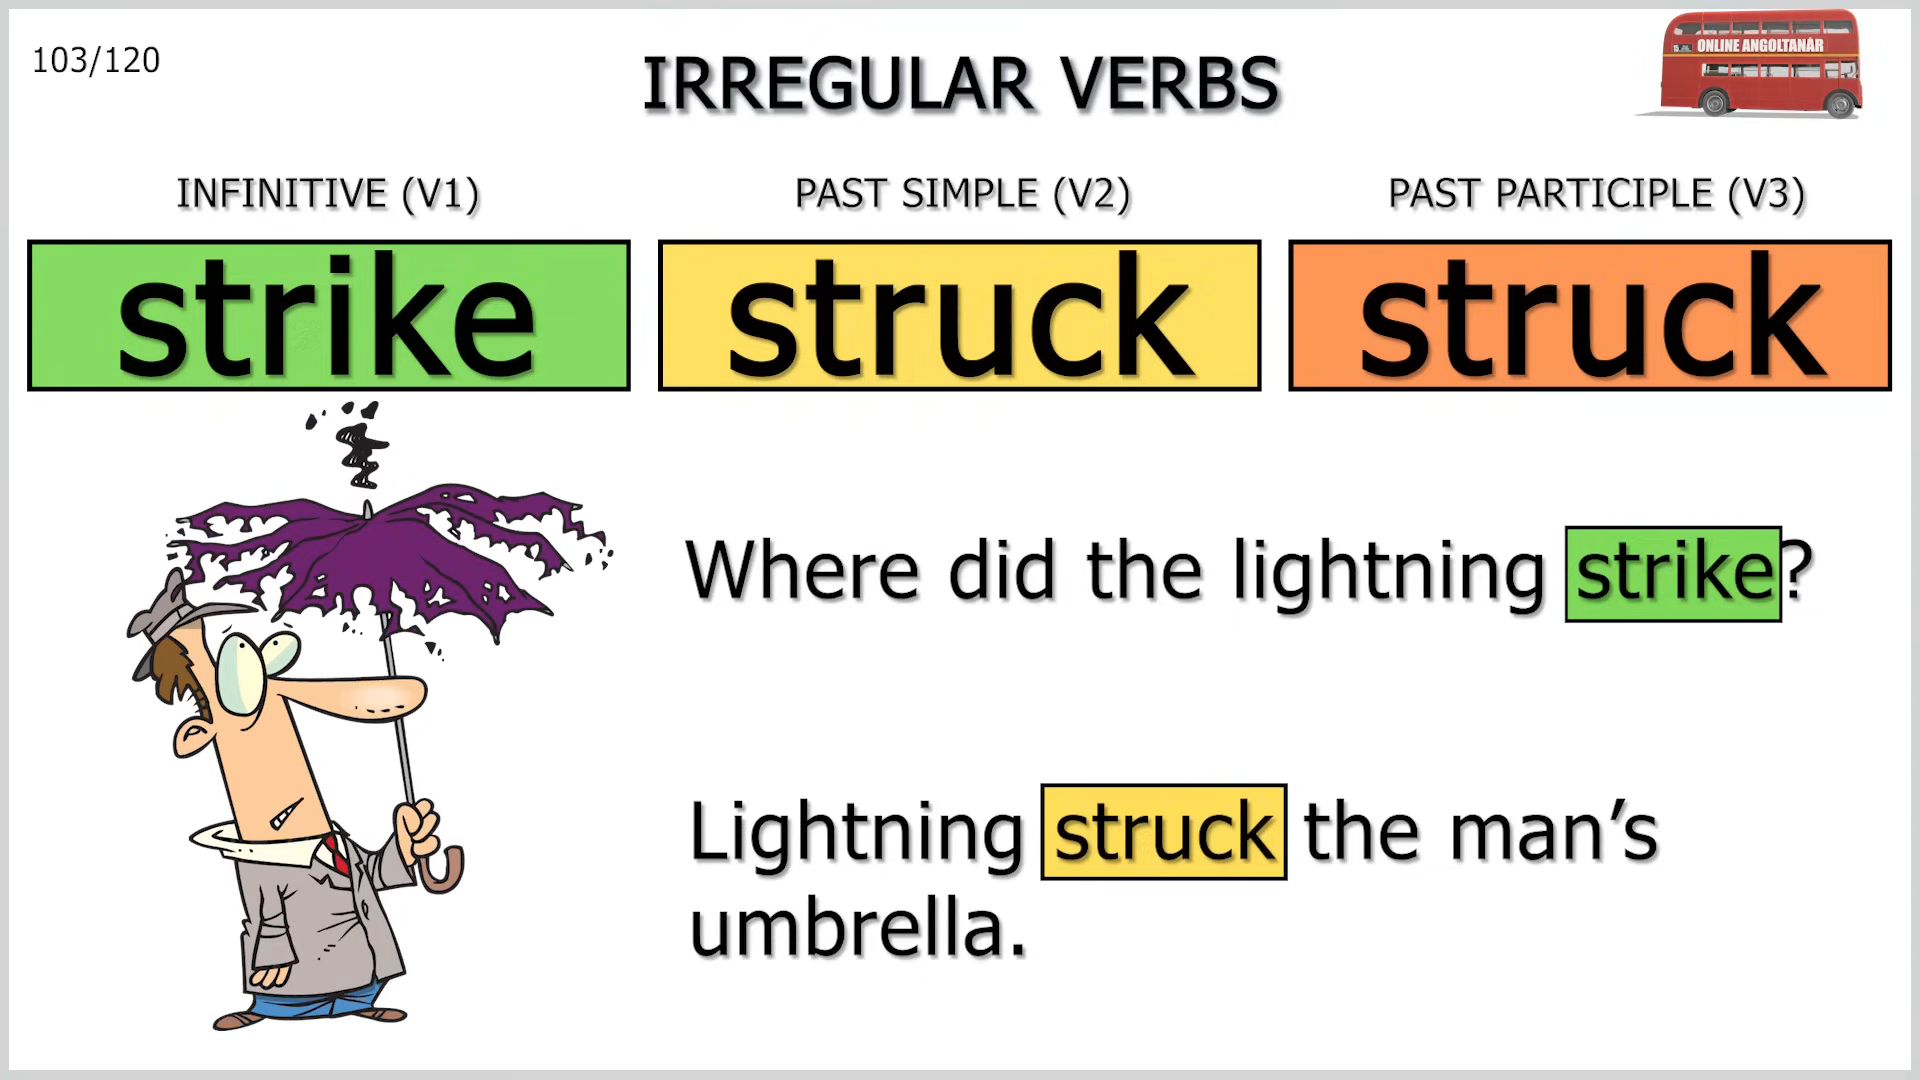 103/120
IRREGULAR VERBS
ONLINE ANGOLTANÁR
INFINITIVE (V1)
PAST SIMPLE (V2)
PAST PARTICIPLE (V3)
strike
struck
struck
Where did the lightning strike?
Lightning struck the man’s
umbrella.